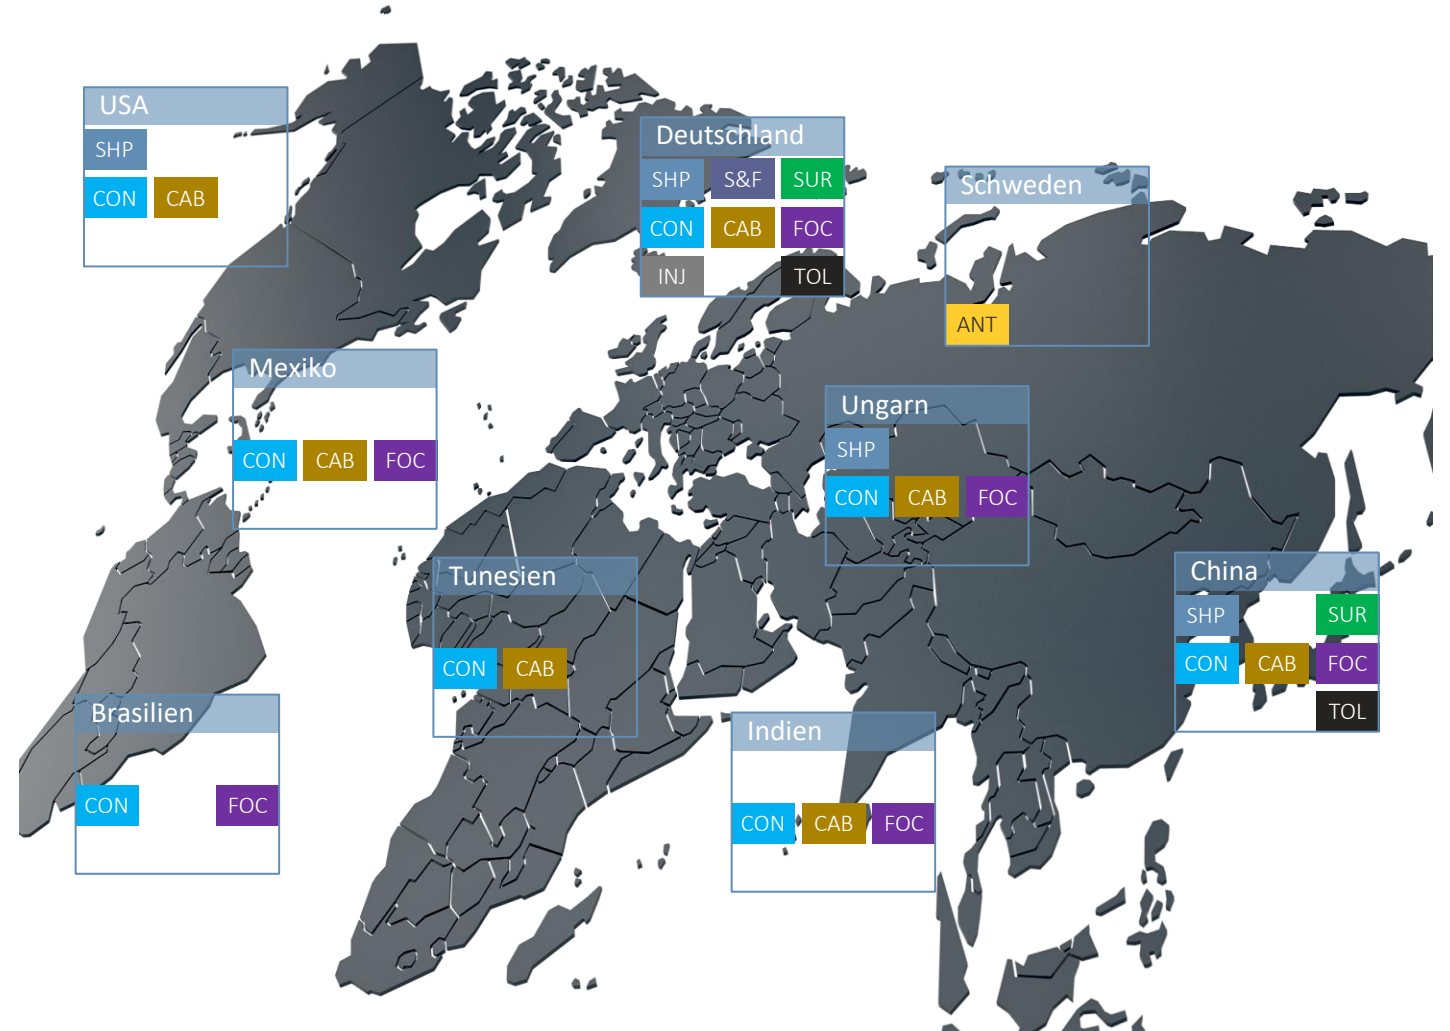 USA
SHP
CON CAB
Deutschland
SHP S&F SUR
CON CAB FOC
INJ TOL
Schweden
ANT
Mexiko
CON CAB FOC
Ungarn
SHP
CON CAB FOC
Tunesien
CON CAB
China
SHP SUR
CON CAB FOC
TOL
Brasilien
CON FOC
Indien
CON CAB FOC